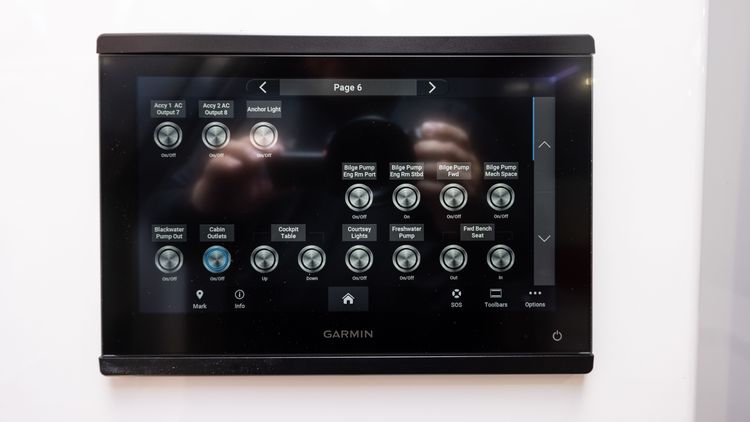 Page 6
Accy 1 AC
Output 7
Accy 2 AC
Output 8
Anchor Light
On/Off
On/Off
On/Off
Bilge Pump
Eng Rm Port
Bilge Pump
Eng Rm Stbd
Bilge Pump
Fwd
Bilge Pump
Mech Space
On/Off
On
On/Off
On/Off
Blackwater
Pump Out
Cabin
Outlets
Cockpit
Table
Courtsey
Lights
Freshwater
Pump
Fwd Bench
Seat
On/Off
On/Off
Up
Down
On/Off
On/Off
Out
In
Mark
Info
SOS
Toolbars
Options
GARMIN